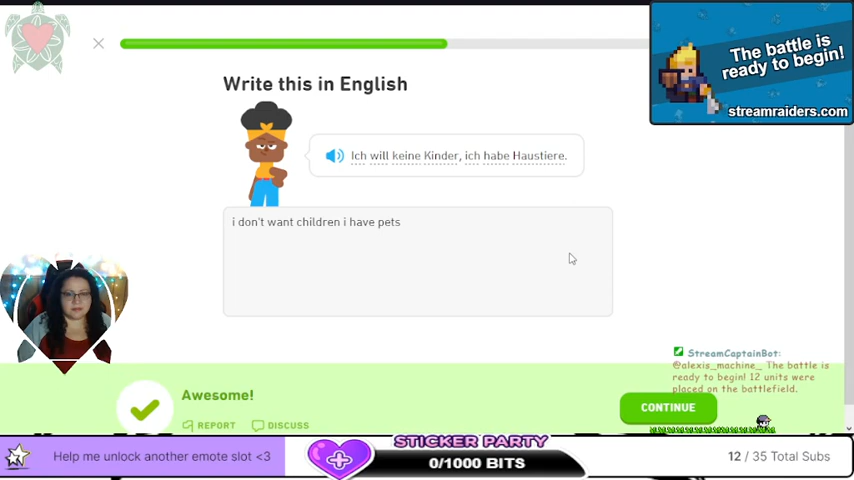 The battle is
ready to begin!
streamraiders.com
Write this in English
Ich will keine Kinder, ich habe Haustiere.
i don't want children i have pets
StreamCaptainBot:
@alexis_machine_ The battle is
ready to begin! 12 units were
placed on the battlefield.
Awesome!
REPORT
DISCUSS
CONTINUE
Help me unlock another emote slot <3
STICKER PARTY
0/1000 BITS
12 / 35 Total Subs